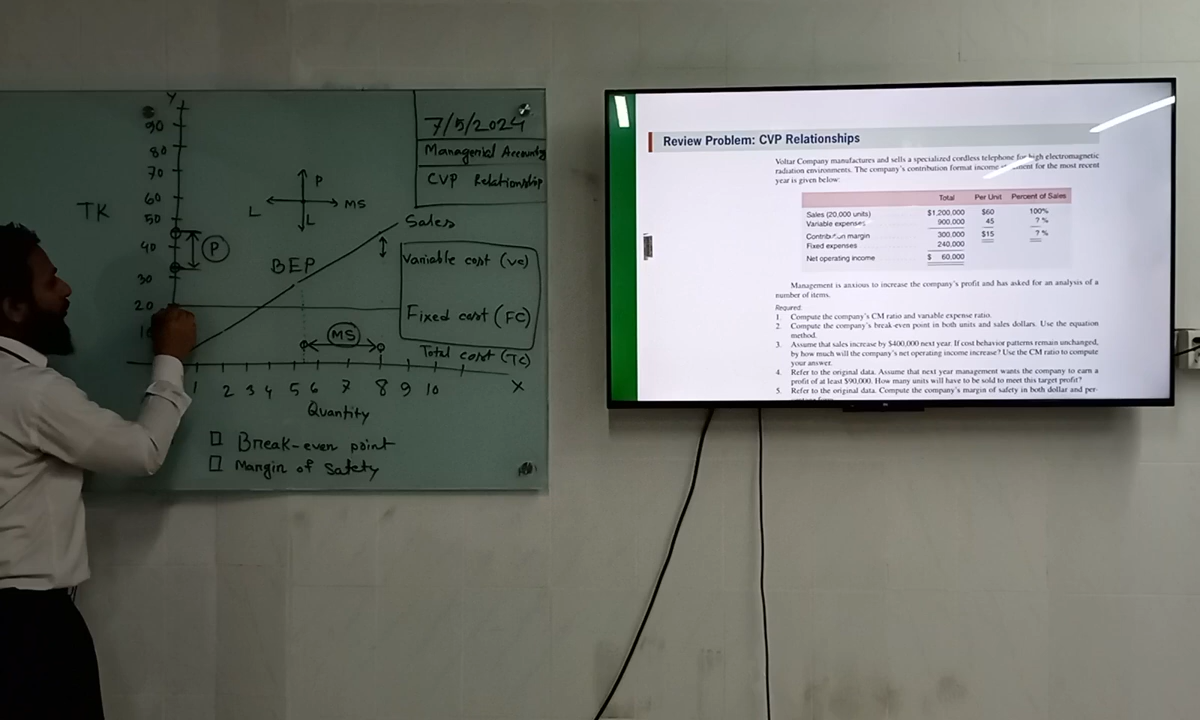 Y
90
80
70
60
50
40
30
20
TK
P
L MS
L
P
BEP
MS
Sales
7/5/2024
Managerial Accounty
CVP Relationship
Variable cost (VC)
Fixed cost (FC)
Total cost (TC)
1 2 3 4 5 6 7 8 9 10 X
Quantity
Break-even point
Margin of Safety
Review Problem: CVP Relationships
Voltar Company manufactures and sells a specialized cordless telephone for high electromagnetic
radiation environments. The company's contribution format income for the most recent
year is given below:
Total Per Unit Percent of Sales
Sales (20,000 units) $1,200,000 $60 100%
Variable expenses 900,000 45 ? %
Contribution margin 300,000 $15 ? %
Fixed expenses 240,000
Net operating income $ 60,000
Management is anxious to increase the company's profit and has asked for an analysis of a
number of items.
Required:
1. Compute the company's CM ratio and variable expense ratio.
2. Compute the company's break-even point in both units and sales dollars. Use the equation
method.
3. Assume that sales increase by $400,000 next year. If cost behavior patterns remain unchanged,
by how much will the company's net operating income increase? Use the CM ratio to compute
your answer.
4. Refer to the original data. Assume that next year management wants the company to earn a
profit of at least $90,000. How many units will have to be sold to meet this target profit?
5. Refer to the original data. Compute the company's margin of safety in both dollar and per-